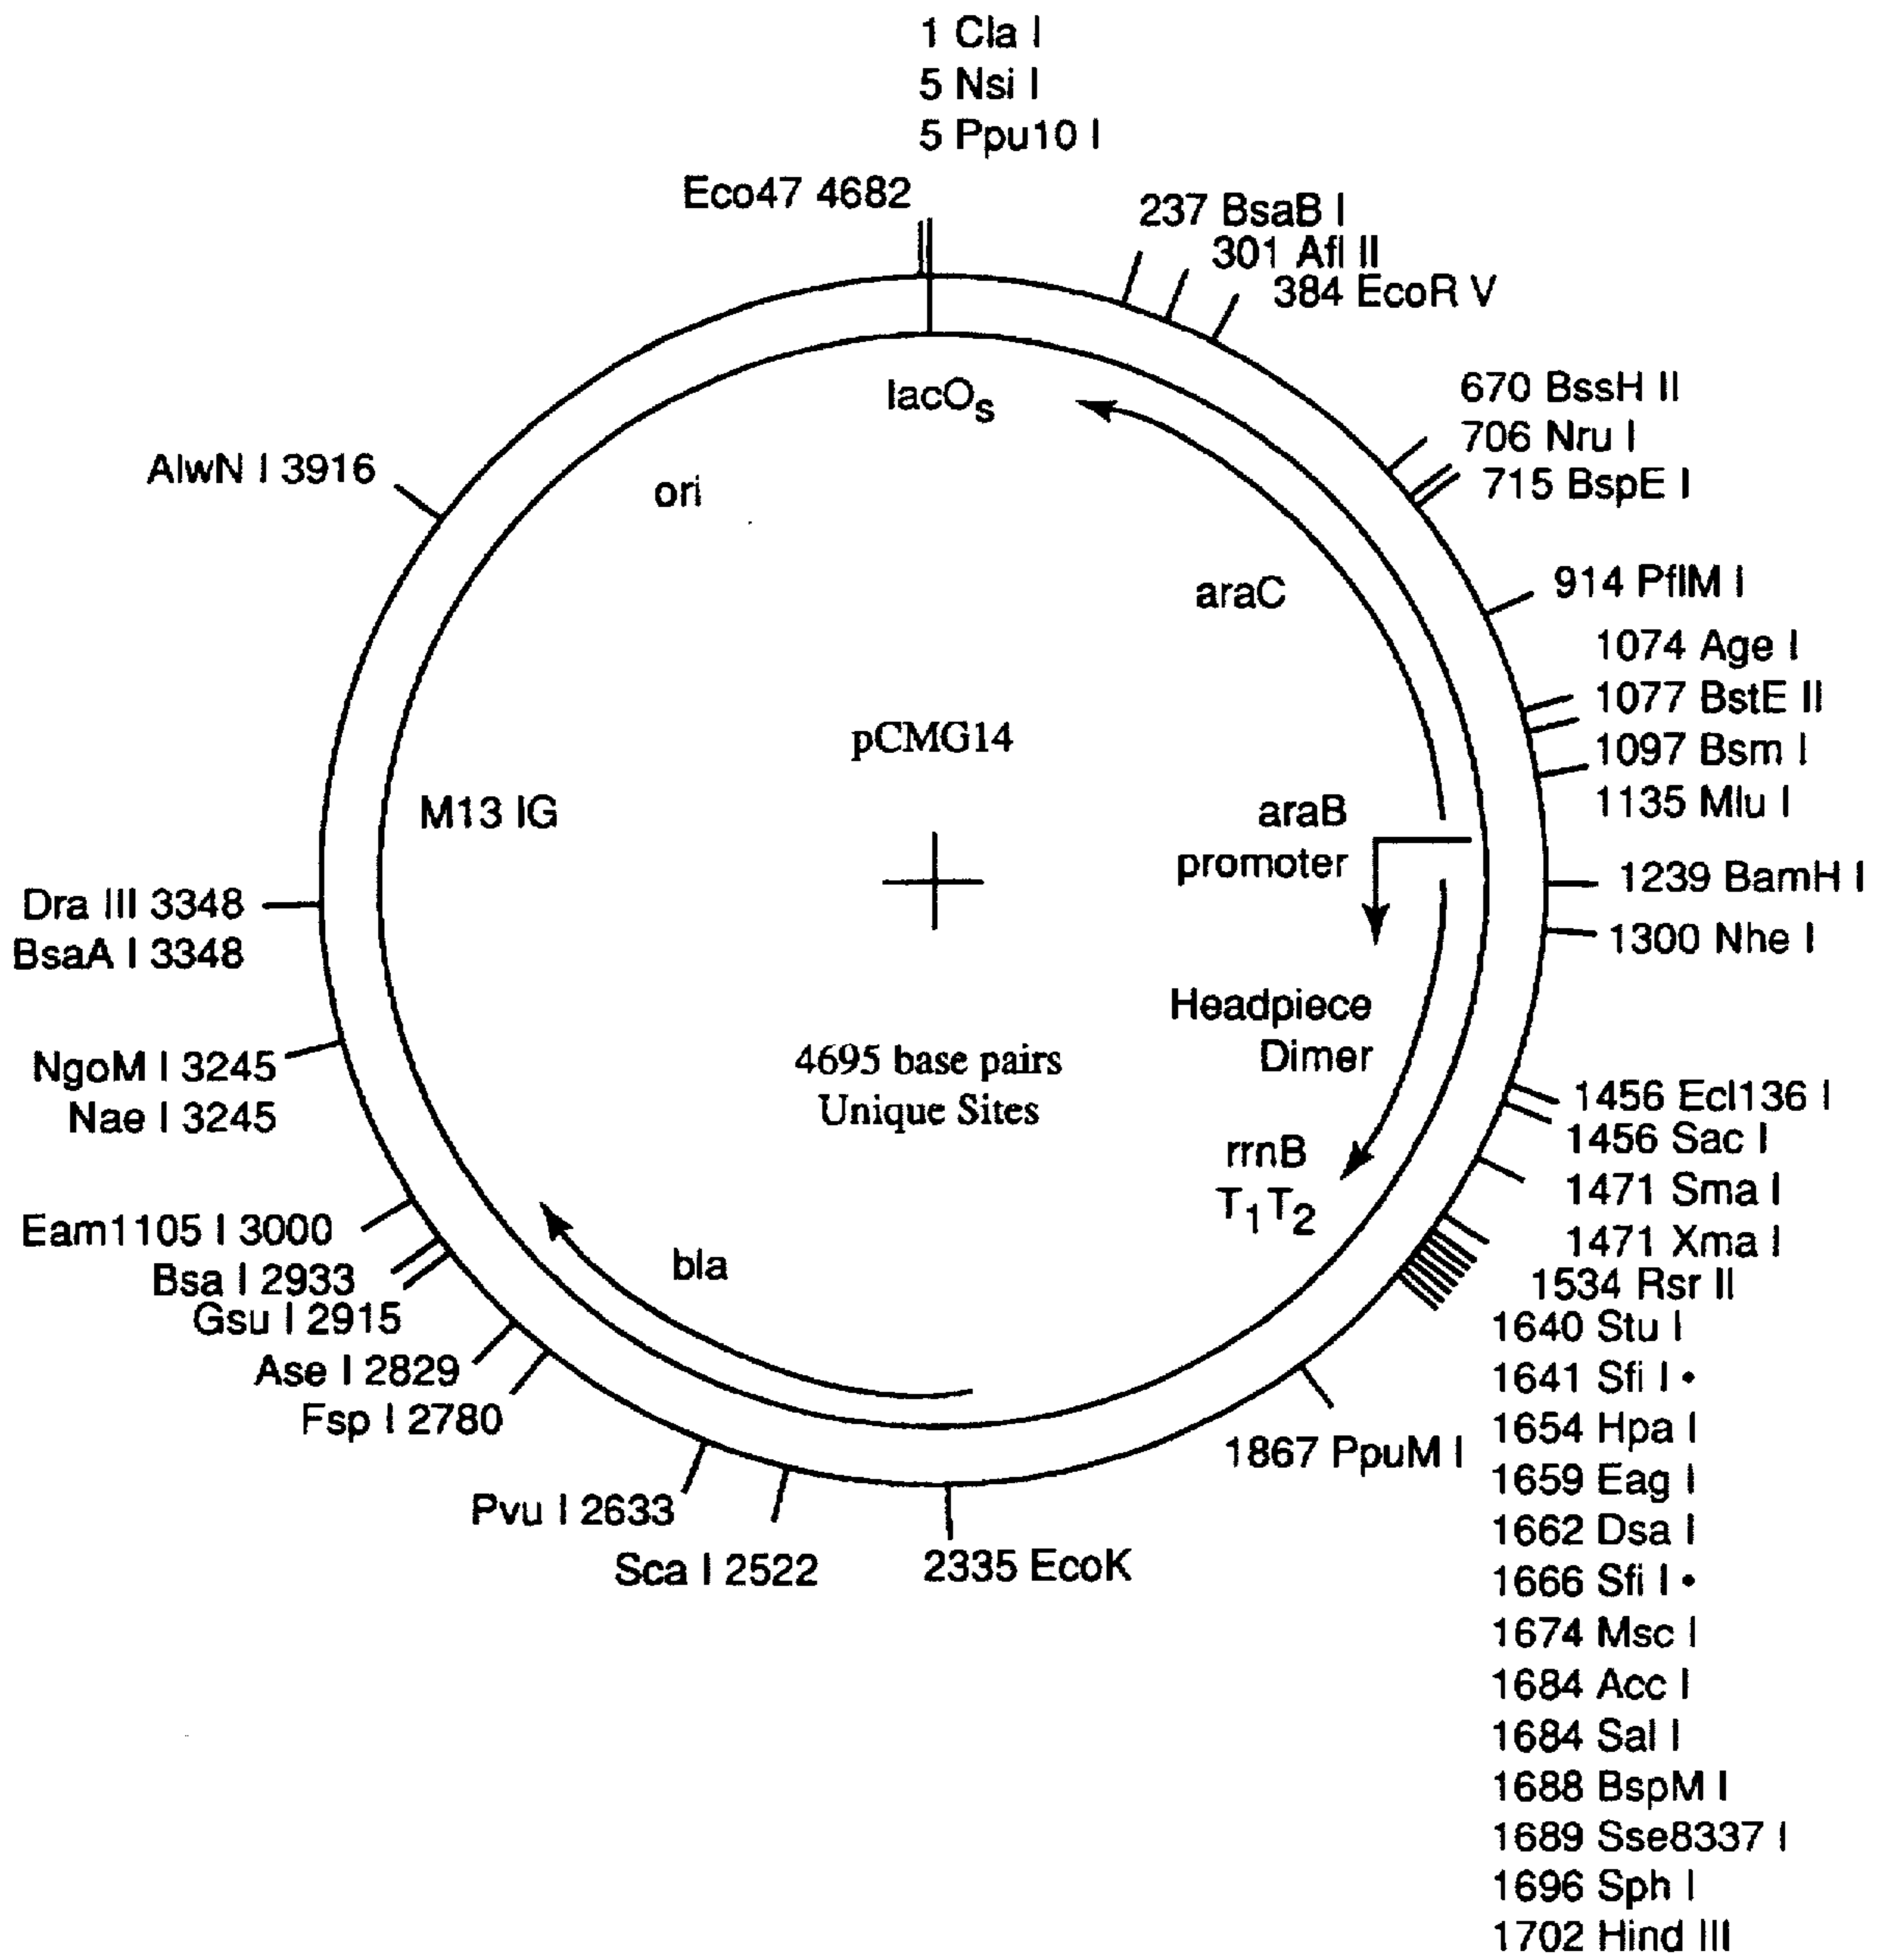 1 Cla I
5 Nsi I
5 Ppu10 I
Eco47 4682
237 BsaB I
301 Afl II
384 EcoR V
lacOs
670 BssH II
706 Nru I
715 BspE I
AlwN I 3916
ori
araC
914 PflM I
1074 Age I
1077 BstE II
1097 Bsm I
1135 Mlu I
pCMG14
M13 IG
araB
promoter
1239 BamH I
1300 Nhe I
Dra III 3348
BsaA I 3348
Headpiece
Dimer
4695 base pairs
Unique Sites
NgoM I 3245
Nae I 3245
1456 Ecl136 I
1456 Sac I
1471 Sma I
1471 Xma I
1534 Rsr II
rrnB
T1T2
bla
Eam1105 I 3000
Bsa I 2933
Gsu I 2915
Ase I 2829
Fsp I 2780
Pvu I 2633
Sca I 2522
2335 EcoK
1867 PpuM I
1640 Stu I
1641 Sfi I •
1654 Hpa I
1659 Eag I
1662 Dsa I
1666 Sfi I •
1674 Msc I
1684 Acc I
1684 Sal I
1688 BspM I
1689 Sse8337 I
1696 Sph I
1702 Hind III